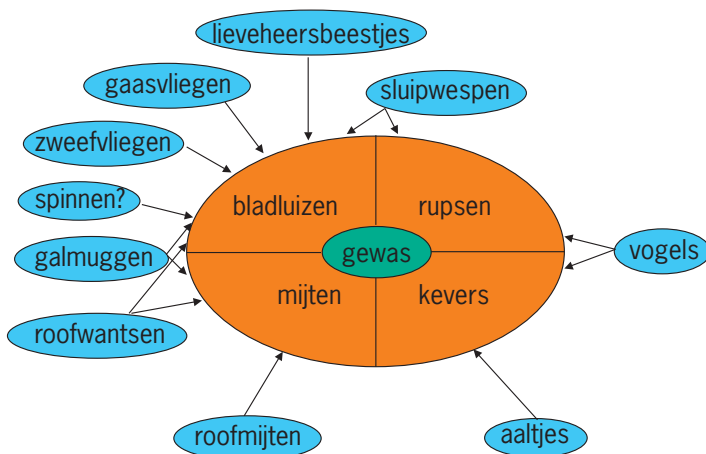 lieveheersbeestjes
gaasvliegen
sluipwespen
zweefvliegen
spinnen?
bladluizen
rupsen
galmuggen
gewas
vogels
mijten
kevers
roofwantsen
roofmijten
aaltjes